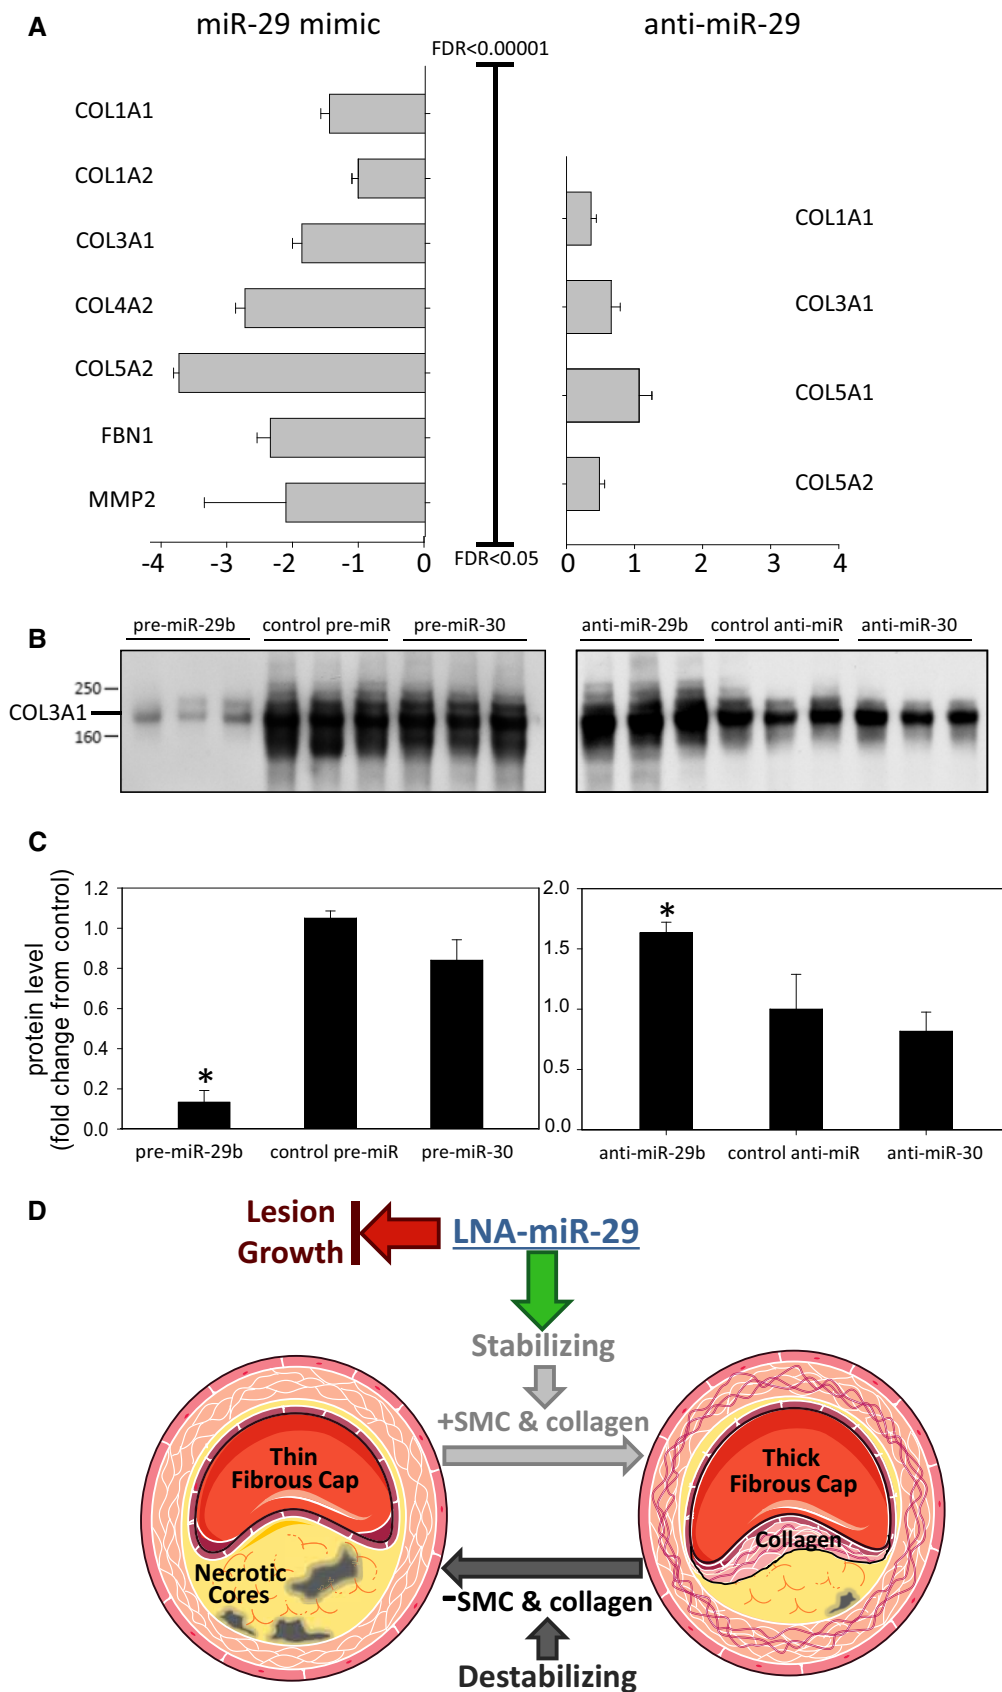 A
miR-29 mimic
anti-miR-29
FDR<0.00001
COL1A1
COL1A2
COL3A1
COL4A2
COL5A2
FBN1
MMP2
-4 -3 -2 -1 0
FDR<0.05
COL1A1
COL3A1
COL5A1
COL5A2
0 1 2 3 4
B
pre-miR-29b control pre-miR pre-miR-30
anti-miR-29b control anti-miR anti-miR-30
250
COL3A1
160
C
protein level
(fold change from control)
1.2
1.0
0.8
0.6
0.4
0.2
0.0
*
pre-miR-29b control pre-miR pre-miR-30
2.0
1.5
1.0
0.5
0.0
*
anti-miR-29b control anti-miR anti-miR-30
D
Lesion
Growth
LNA-miR-29
Stabilizing
+SMC & collagen
Thin
Fibrous Cap
Necrotic
Cores
Thick
Fibrous Cap
Collagen
-SMC & collagen
Destabilizing